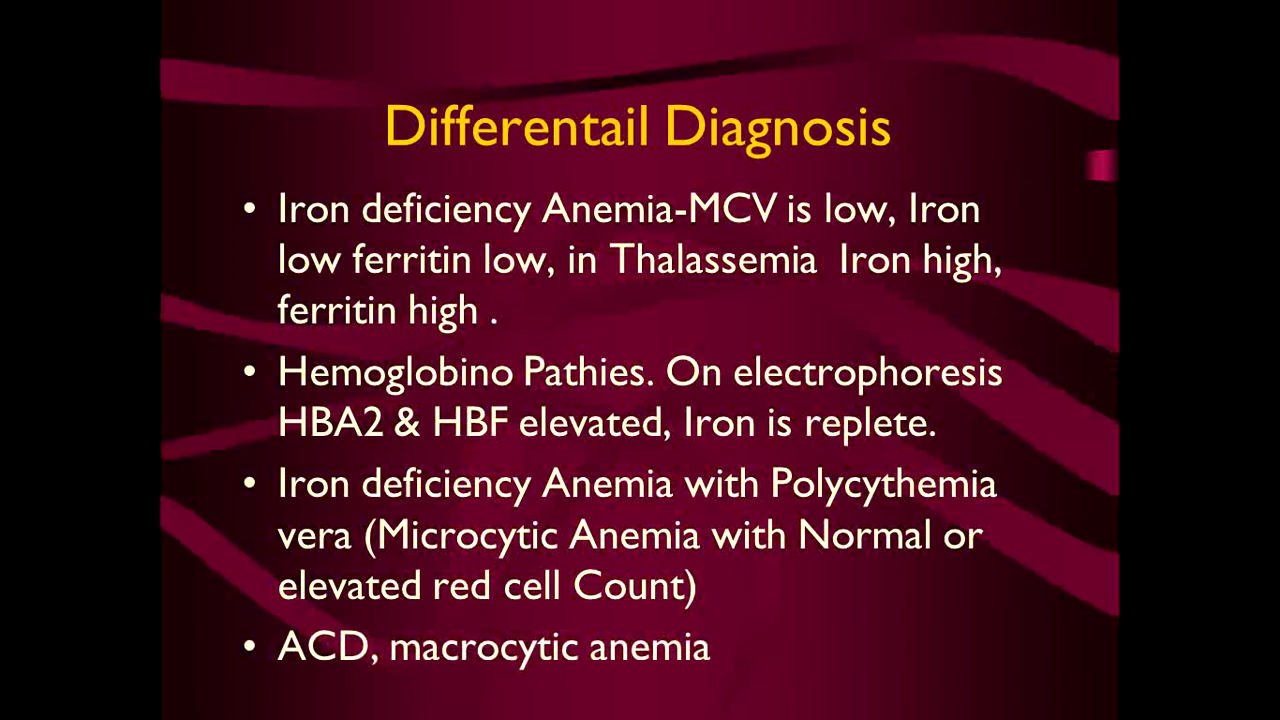 Differentail Diagnosis
• Iron deficiency Anemia-MCV is low, Iron
low ferritin low, in Thalassemia  Iron high,
ferritin high .
• Hemoglobino Pathies. On electrophoresis
HBA2 & HBF elevated, Iron is replete.
• Iron deficiency Anemia with Polycythemia
vera (Microcytic Anemia with Normal or
elevated red cell Count)
• ACD, macrocytic anemia